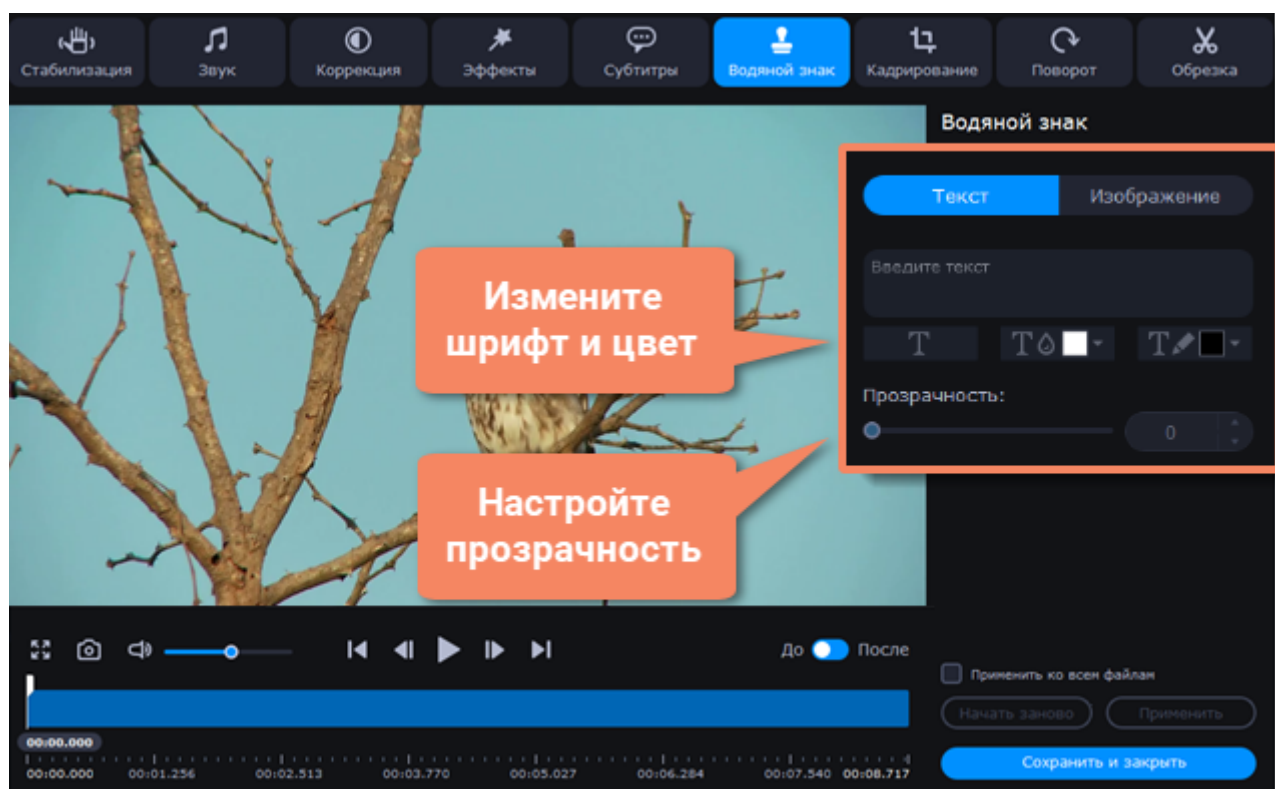 Стабилизация
Звук
Коррекция
Эффекты
Субтитры
Водяной знак
Кадрирование
Поворот
Обрезка
Водяной знак
Текст
Изображение
Введите текст
Измените
шрифт и цвет
T
T
T
Прозрачность:
0
Настройте
прозрачность
До
После
Применить ко всем файлам
Начать заново
Применить
00:00.000
00:00.000 00:01.256 00:02.513 00:03.770 00:05.027 00:06.284 00:07.540 00:08.717
Сохранить и закрыть